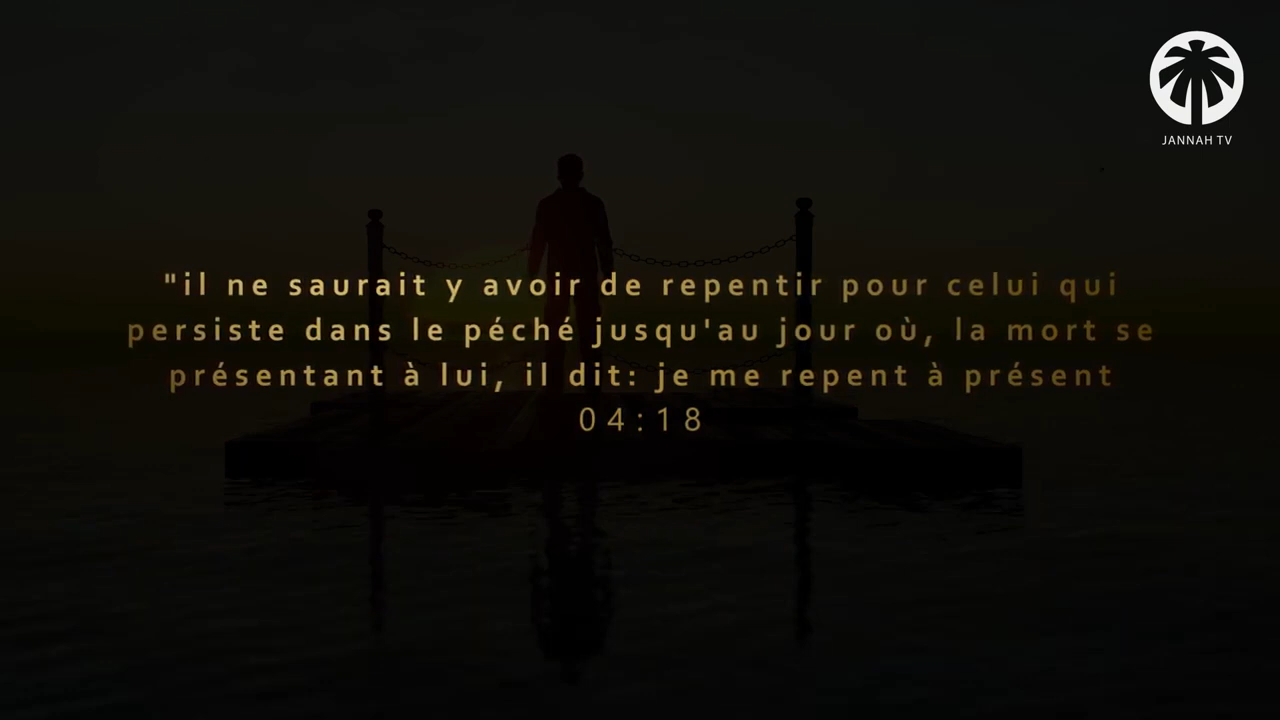 JANNAH TV
"il ne saurait y avoir de repentir pour celui qui
persiste dans le péché jusqu'au jour où, la mort se
présentant à lui, il dit: je me repent à présent
04:18